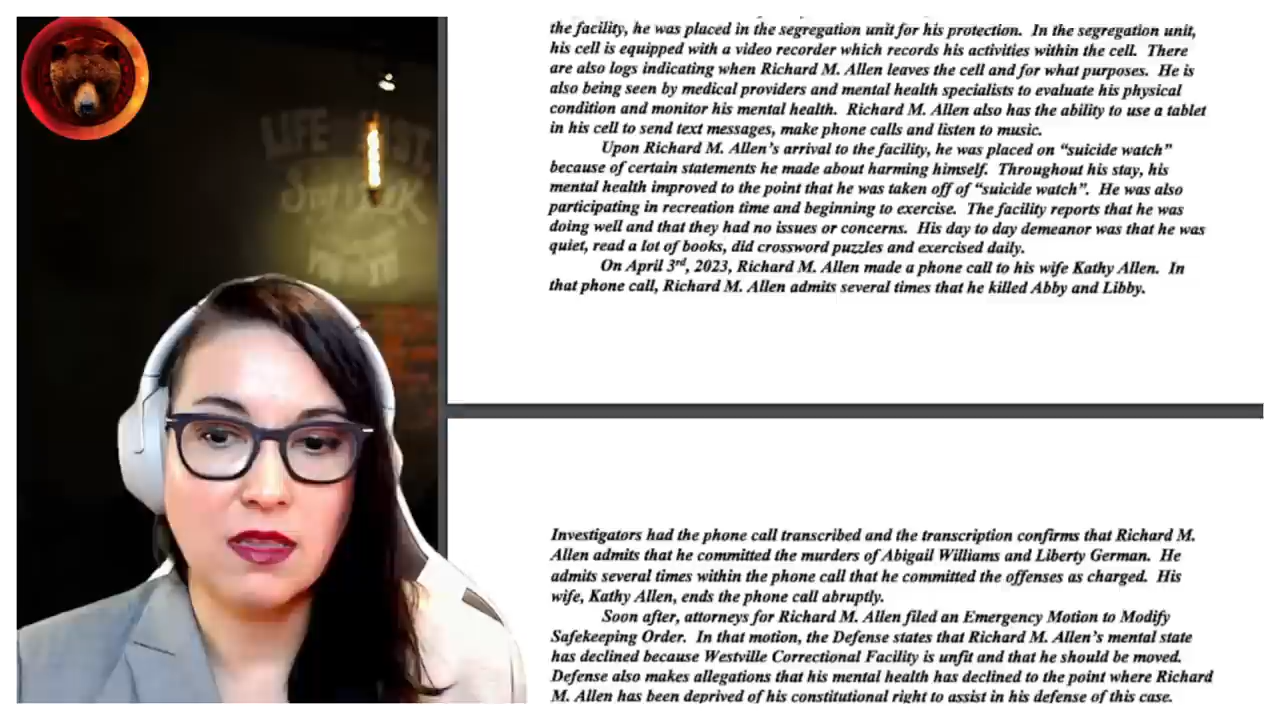 LIFE
the facility, he was placed in the segregation unit for his protection. In the segregation unit,
his cell is equipped with a video recorder which records his activities within the cell. There
are also logs indicating when Richard M. Allen leaves the cell and for what purposes. He is
also being seen by medical providers and mental health specialists to evaluate his physical
condition and monitor his mental health. Richard M. Allen also has the ability to use a tablet
in his cell to send text messages, make phone calls and listen to music.
Upon Richard M. Allen's arrival to the facility, he was placed on "suicide watch"
because of certain statements he made about harming himself. Throughout his stay, his
mental health improved to the point that he was taken off of "suicide watch". He was also
participating in recreation time and beginning to exercise. The facility reports that he was
doing well and that they had no issues or concerns. His day to day demeanor was that he was
quiet, read a lot of books, did crossword puzzles and exercised daily.
On April 3rd, 2023, Richard M. Allen made a phone call to his wife Kathy Allen. In
that phone call, Richard M. Allen admits several times that he killed Abby and Libby.
Investigators had the phone call transcribed and the transcription confirms that Richard M.
Allen admits that he committed the murders of Abigail Williams and Liberty German. He
admits several times within the phone call that he committed the offenses as charged. His
wife, Kathy Allen, ends the phone call abruptly.
Soon after, attorneys for Richard M. Allen filed an Emergency Motion to Modify
Safekeeping Order. In that motion, the Defense states that Richard M. Allen's mental state
has declined because Westville Correctional Facility is unfit and that he should be moved.
Defense also makes allegations that his mental health has declined to the point where Richard
M. Allen has been deprived of his constitutional right to assist in his defense of this case.